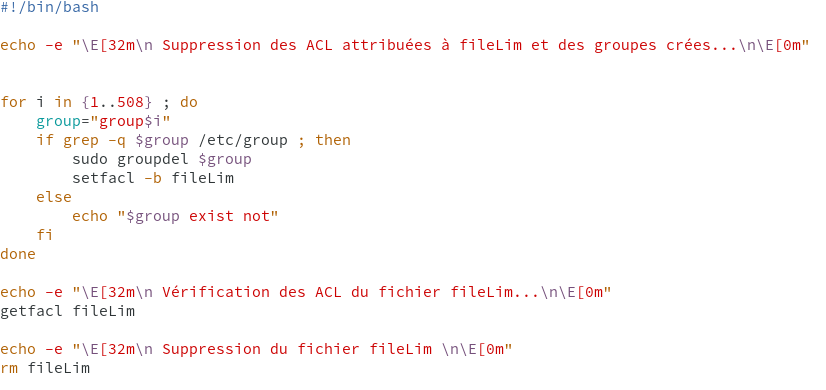 #!/bin/bash
echo -e "\E[32m\n Suppression des ACL attribuées à fileLim et des groupes crées...\n\E[0m"
for i in {1..508} ; do
    group="group$i"
    if grep -q $group /etc/group ; then
        sudo groupdel $group
        setfacl -b fileLim
    else
        echo "$group exist not"
    fi
done
echo -e "\E[32m\n Vérification des ACL du fichier fileLim...\n\E[0m"
getfacl fileLim
echo -e "\E[32m\n Suppression du fichier fileLim \n\E[0m"
rm fileLim